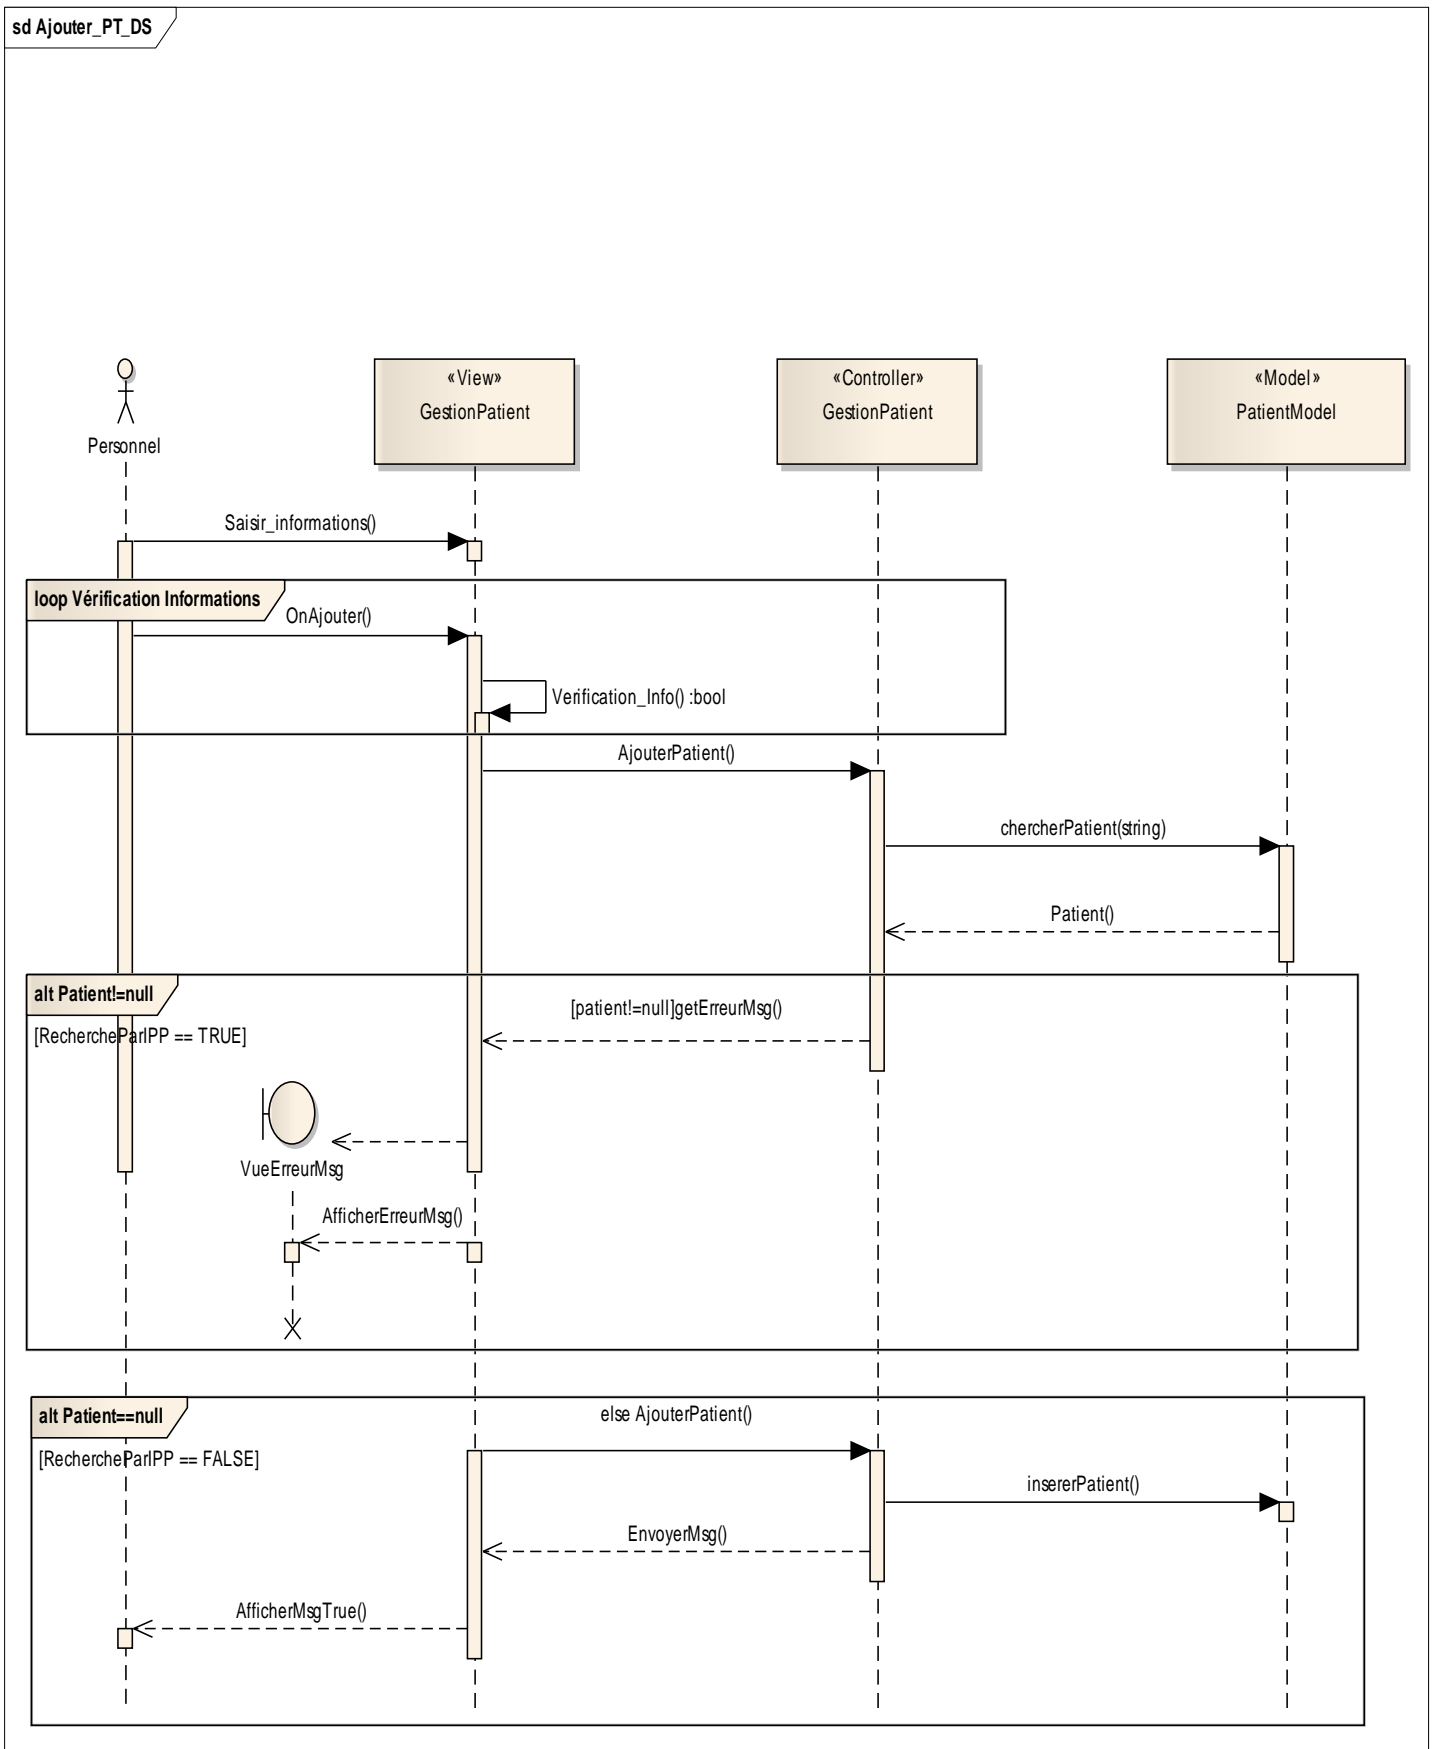 sd Ajouter_PT_DS
Personnel
«View»
GestionPatient
«Controller»
GestionPatient
«Model»
PatientModel
Saisir_informations()
loop Vérification Informations
OnAjouter()
Verification_Info() :bool
AjouterPatient()
chercherPatient(string)
Patient()
alt Patient!=null
[RechercheParIPP == TRUE]
[patient!=null]getErreurMsg()
VueErreurMsg
AfficherErreurMsg()
alt Patient==null
[RechercheParIPP == FALSE]
else AjouterPatient()
insererPatient()
EnvoyerMsg()
AfficherMsgTrue()